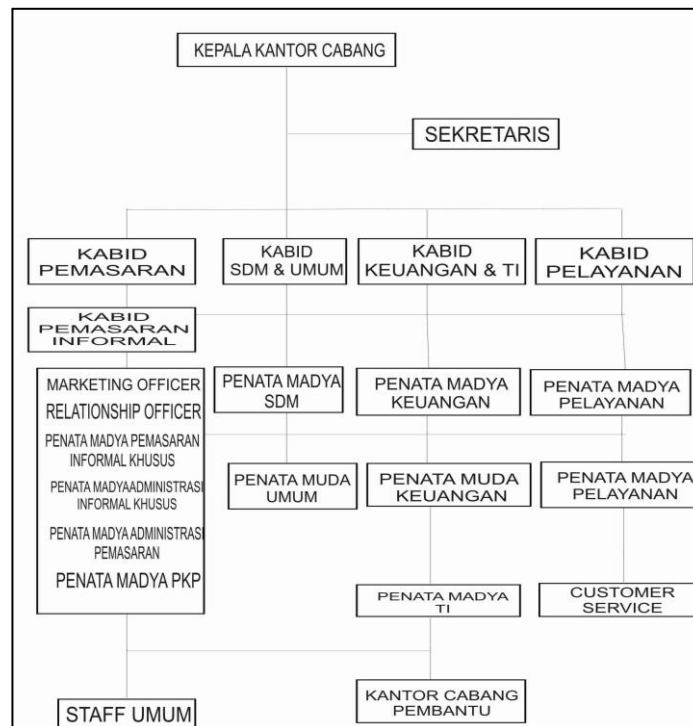 KEPALA KANTOR CABANG
SEKRETARIS
KABID
PEMASARAN
KABID
SDM & UMUM
KABID
KEUANGAN & TI
KABID
PELAYANAN
KABID
PEMASARAN
INFORMAL
MARKETING OFFICER
RELATIONSHIP OFFICER
PENATA MADYA PEMASARAN
INFORMAL KHUSUS
PENATA MADYAADMINISTRASI
INFORMAL KHUSUS
PENATA MADYA ADMINISTRASI
PEMASARAN
PENATA MADYA PKP
PENATA MADYA
SDM
PENATA MADYA
KEUANGAN
PENATA MADYA
PELAYANAN
PENATA MUDA
UMUM
PENATA MUDA
KEUANGAN
PENATA MADYA
PELAYANAN
PENATA MADYA
TI
CUSTOMER
SERVICE
STAFF UMUM
KANTOR CABANG
PEMBANTU